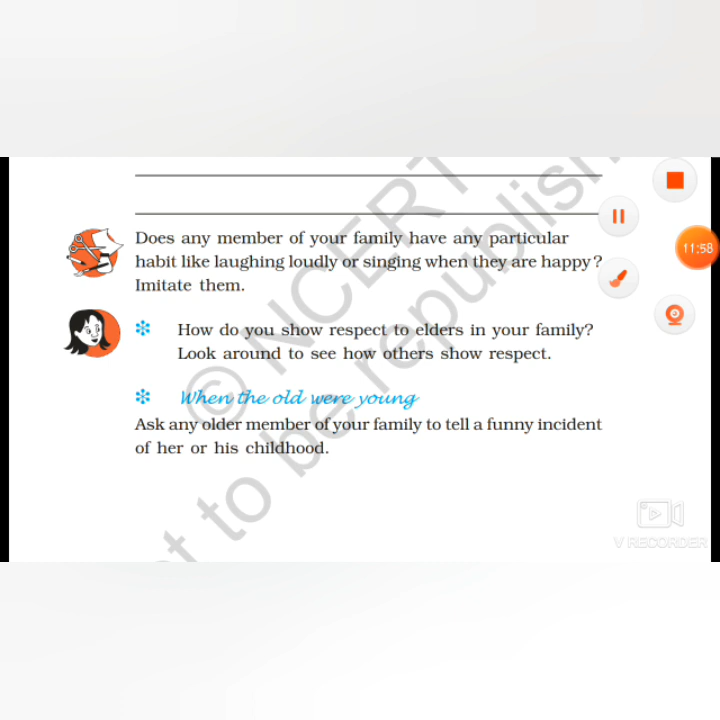 Does any member of your family have any particular
habit like laughing loudly or singing when they are happy?
Imitate them.
How do you show respect to elders in your family?
Look around to see how others show respect.
When the old were young
Ask any older member of your family to tell a funny incident
of her or his childhood.
© NCERT
not to be republished
11:58
V RECORDER